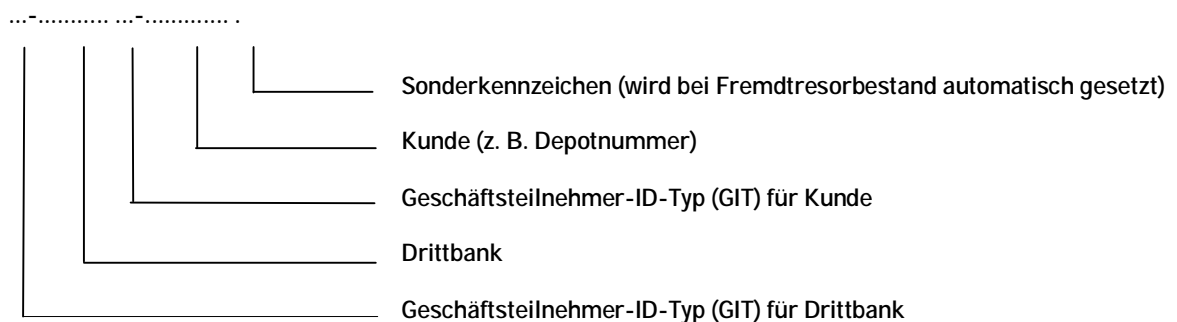 ...-........... ...-............. .
Sonderkennzeichen (wird bei Fremdtresorbestand automatisch gesetzt)
Kunde (z. B. Depotnummer)
Geschäftsteilnehmer-ID-Typ (GIT) für Kunde
Drittbank
Geschäftsteilnehmer-ID-Typ (GIT) für Drittbank